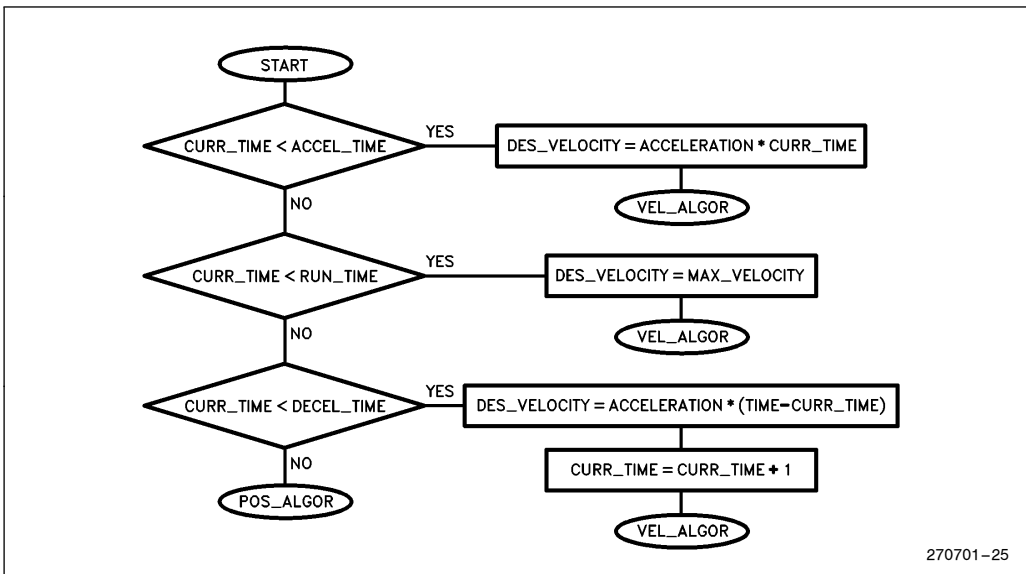 START
CURR_TIME < ACCEL_TIME
YES
DES_VELOCITY = ACCELERATION * CURR_TIME
VEL_ALGOR
NO
CURR_TIME < RUN_TIME
YES
DES_VELOCITY = MAX_VELOCITY
VEL_ALGOR
NO
CURR_TIME < DECEL_TIME
YES
DES_VELOCITY = ACCELERATION * (TIME-CURR_TIME)
CURR_TIME = CURR_TIME + 1
VEL_ALGOR
NO
POS_ALGOR
270701-25